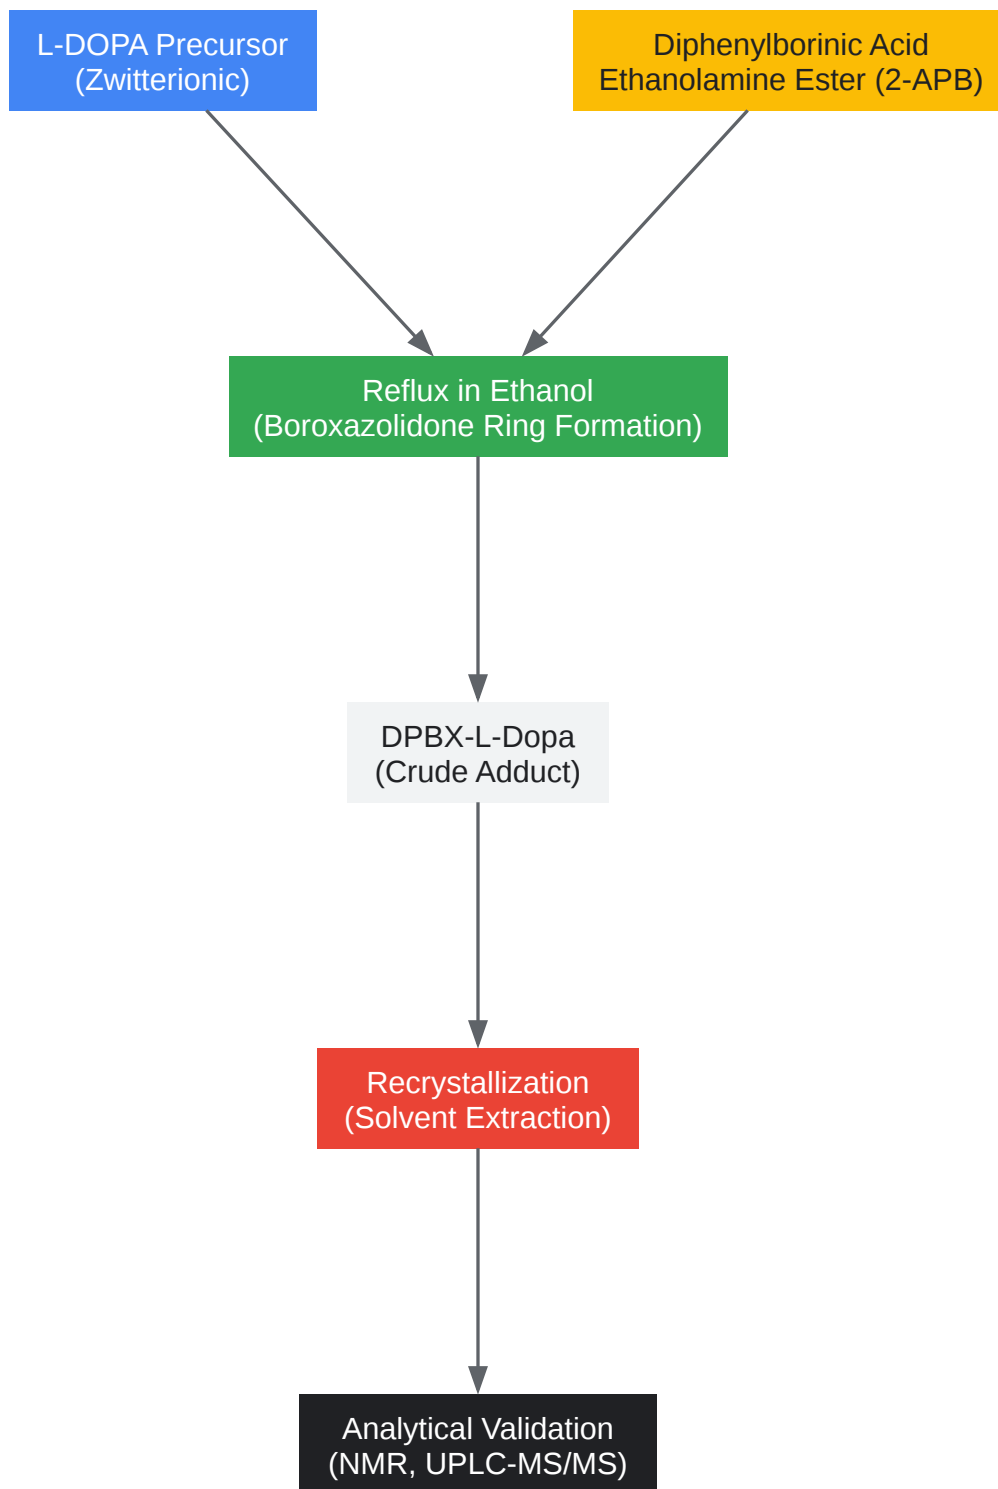 L-DOPA Precursor
(Zwitterionic)
Diphenylborinic Acid
Ethanolamine Ester (2-APB)
Reflux in Ethanol
(Boroxazolidone Ring Formation)
DPBX-L-Dopa
(Crude Adduct)
Recrystallization
(Solvent Extraction)
Analytical Validation
(NMR, UPLC-MS/MS)